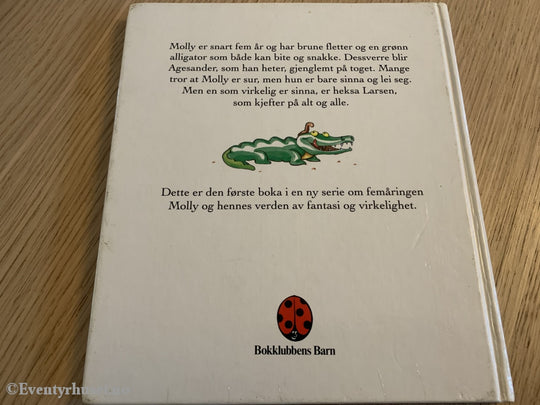 Molly er snart fem år og har brune fletter og en grønn
alligator som både kan bite og snakke. Dessverre blir
Agesander, som han heter, gjenglemt på toget. Mange
tror at Molly er sur, men hun er bare sinna og lei seg.
Men en som virkelig er sinna, er heksa Larsen,
som kjefter på alt og alle.
Dette er den første boka i en ny serie om femåringen
Molly og hennes verden av fantasi og virkelighet.
Bokklubbens Barn
©Eventyrhuset.no